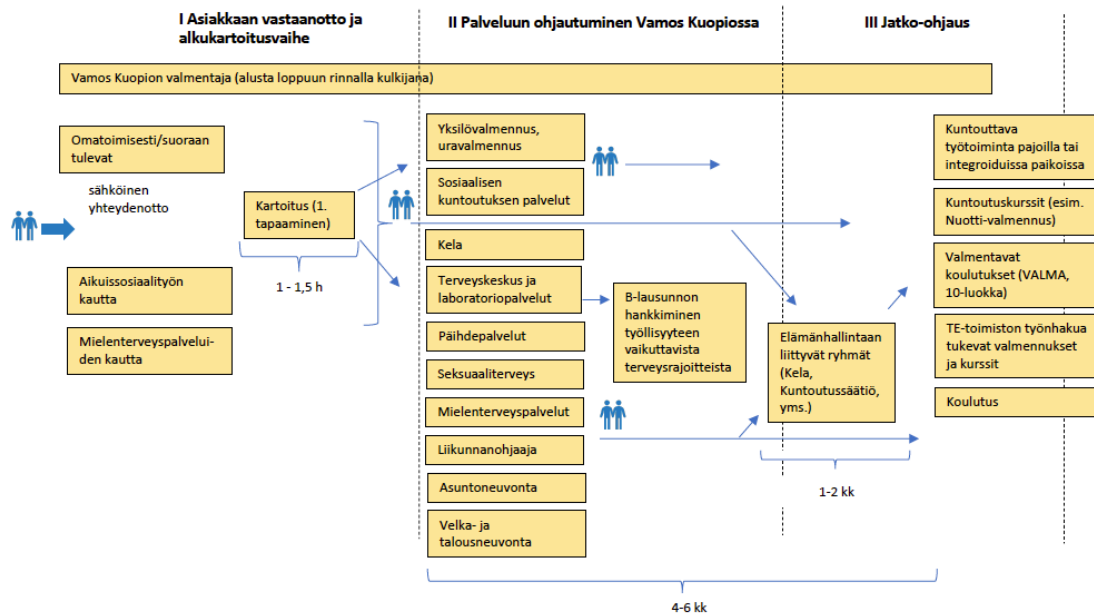 I Asiakkaan vastaanotto ja
alkukartoitusvaihe
II Palveluun ohjautuminen Vamos Kuopiossa
III Jatko-ohjaus
Vamos Kuopion valmentaja (alusta loppuun rinnalla kulkijana)
Omatoimisesti/suoraan
tulevat
sähköinen
yhteydenotto
Aikuissosiaalityön
kautta
Mielenterveyspalvelui-
den kautta
Kartoitus (1.
tapaaminen)
1 - 1,5 h
Yksilövalmennus,
uravalmennus
Sosiaalisen
kuntoutuksen palvelut
Kela
Terveyskeskus ja
laboratoriopalvelut
Päihdepalvelut
Seksuaaliterveys
Mielenterveyspalvelut
Liikunnanohjaaja
Asuntoneuvonta
Velka- ja
talousneuvonta
B-lausunnon
hankkiminen
työllisyyteen
vaikuttavista
terveysrajoitteista
Elämänhallintaan
liittyvät ryhmät
(Kela,
Kuntoutussäätiö,
yms.)
1-2 kk
4-6 kk
Kuntouttava
työtoiminta pajoilla tai
integroiduissa paikoissa
Kuntoutuskurssit (esim.
Nuotti-valmennus)
Valmentavat
koulutukset (VALMA,
10-luokka)
TE-toimiston työnhakua
tukevat valmennukset
ja kurssit
Koulutus